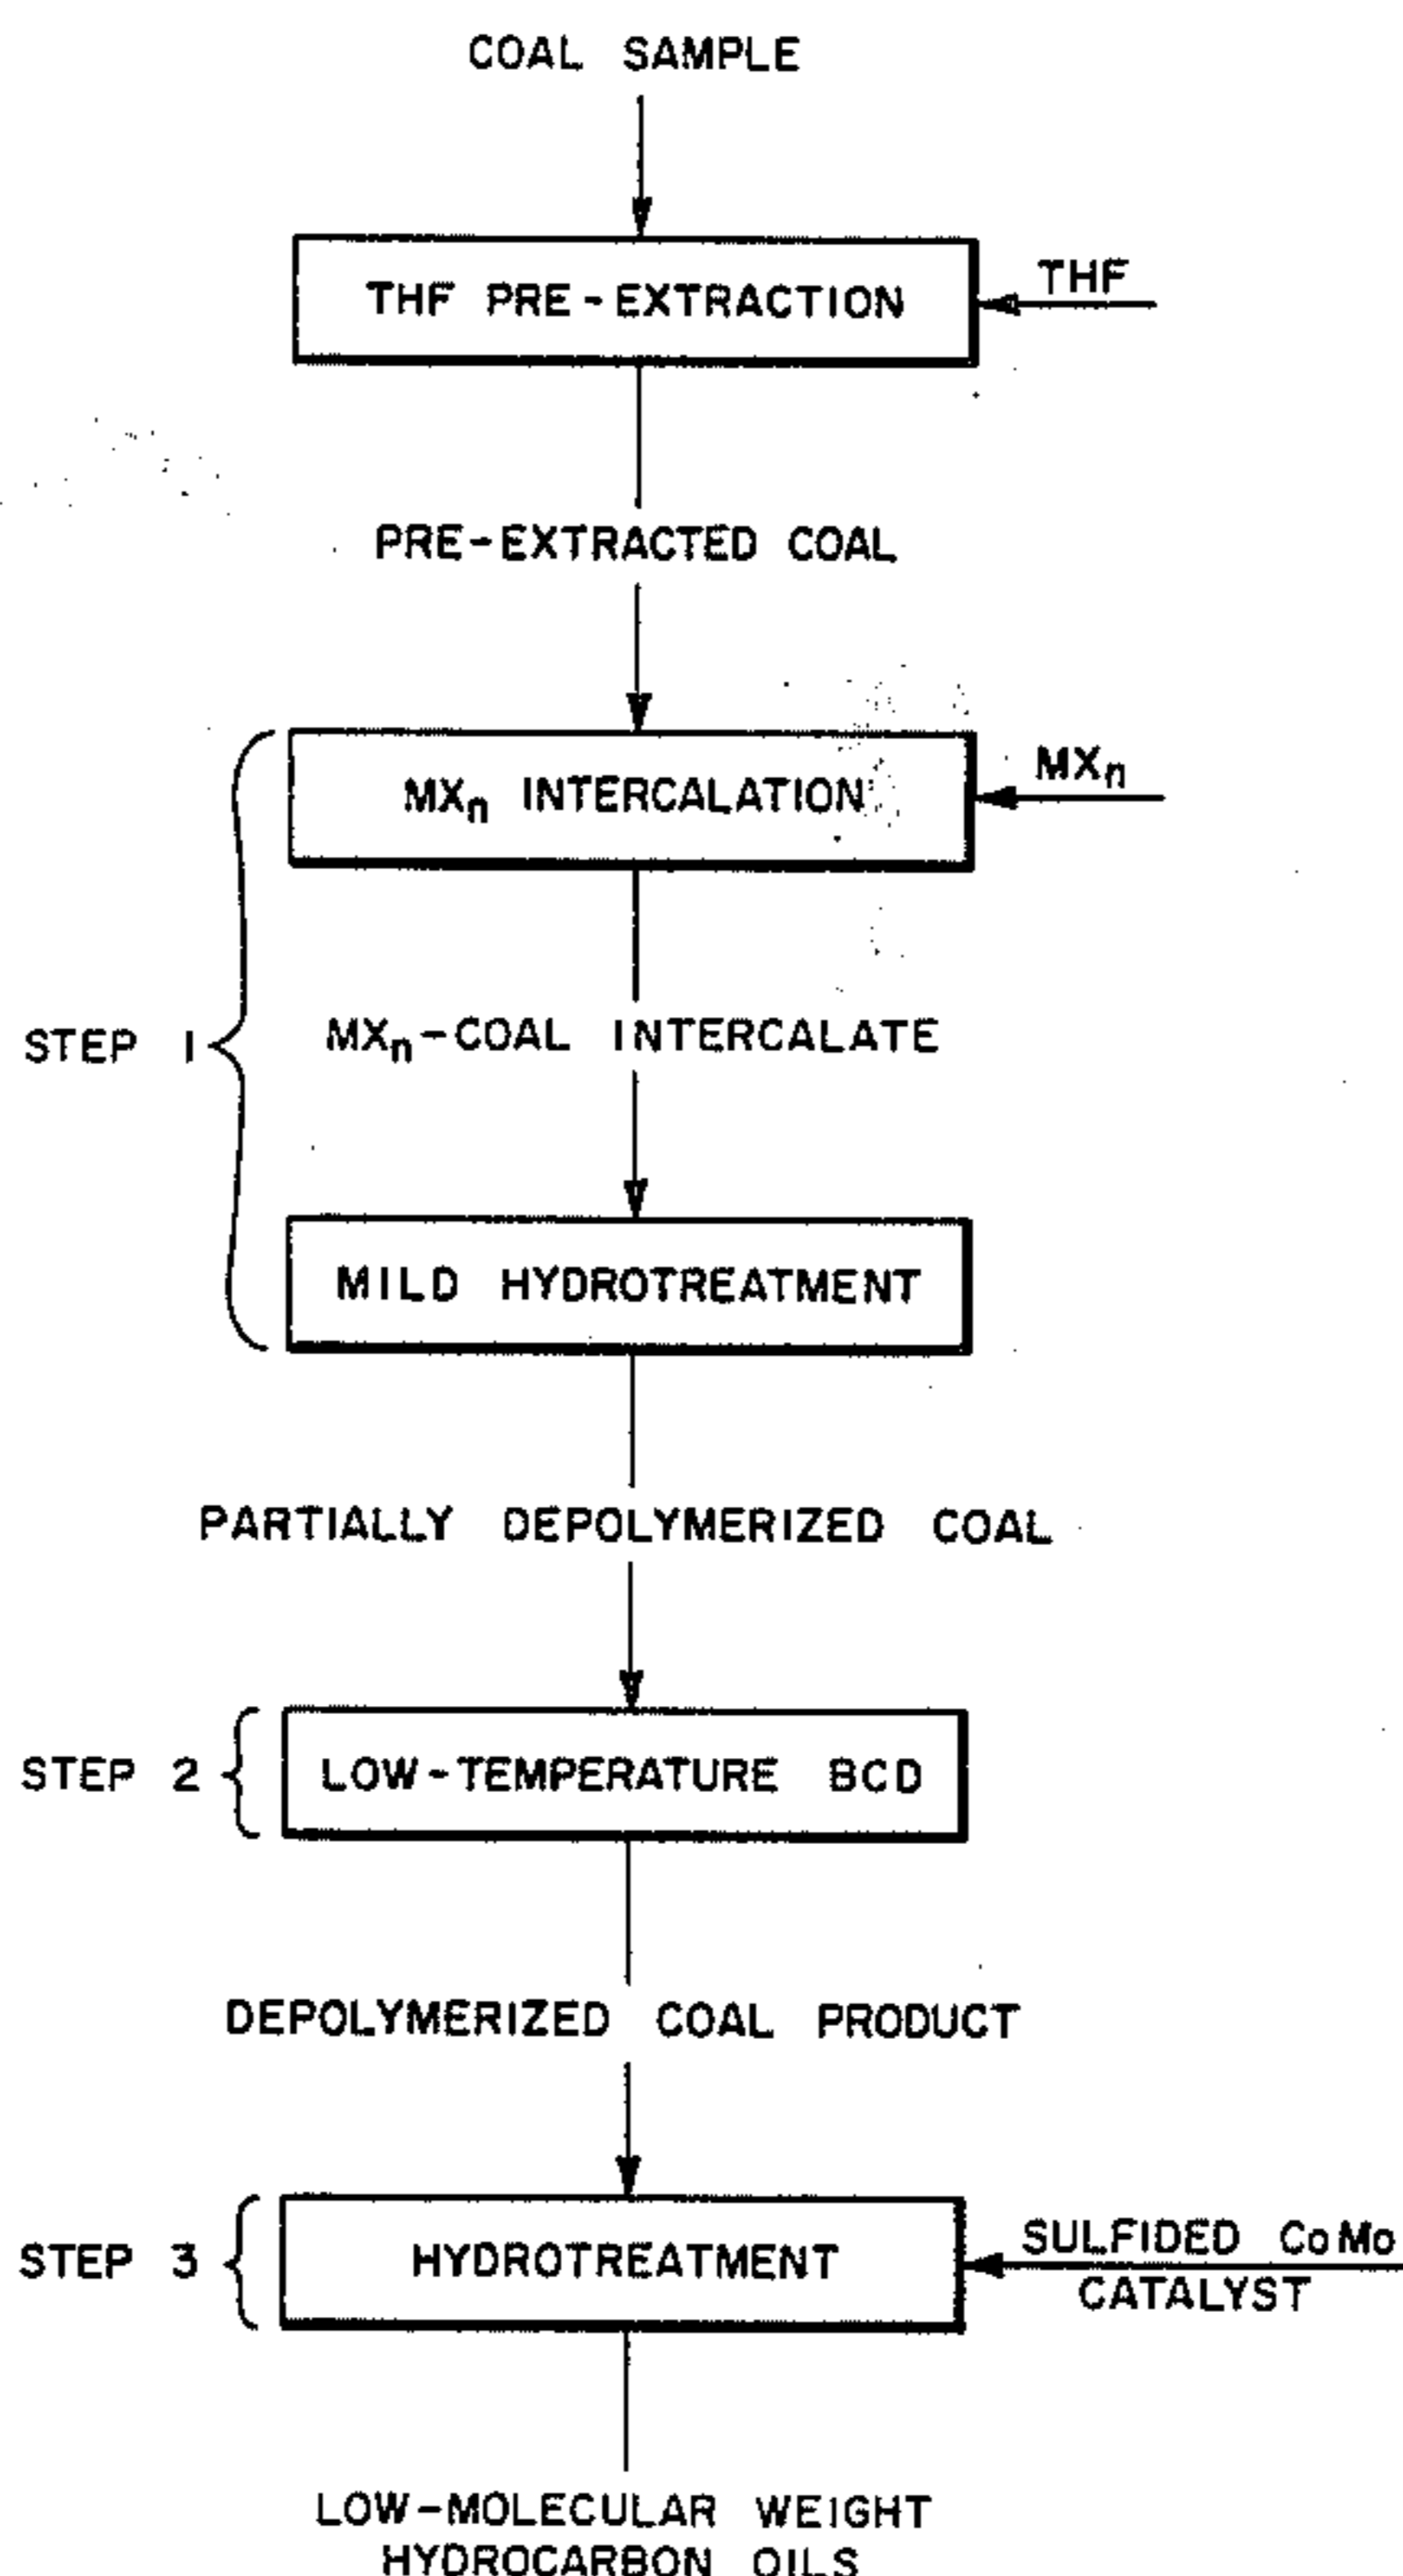 COAL SAMPLE
THF PRE-EXTRACTION
THF
PRE-EXTRACTED COAL
MXn INTERCALATION
MXn
STEP 1
MXn-COAL INTERCALATE
MILD HYDROTREATMENT
PARTIALLY DEPOLYMERIZED COAL
STEP 2
LOW-TEMPERATURE BCD
DEPOLYMERIZED COAL PRODUCT
STEP 3
HYDROTREATMENT
SULFIDED CoMo
CATALYST
LOW-MOLECULAR WEIGHT
HYDROCARBON OILS